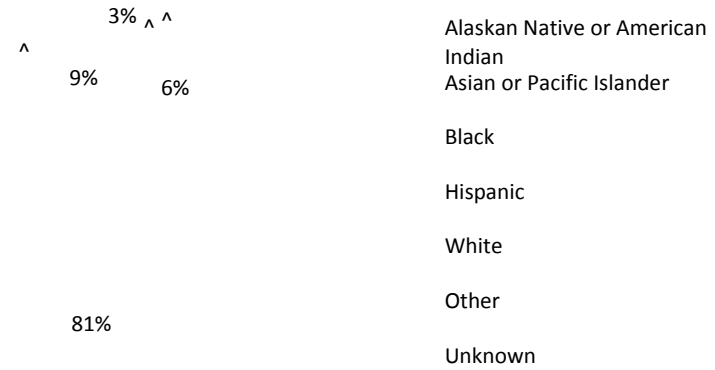 3% ^ ^
^
9% 6%
81%
Alaskan Native or American
Indian
Asian or Pacific Islander
Black
Hispanic
White
Other
Unknown